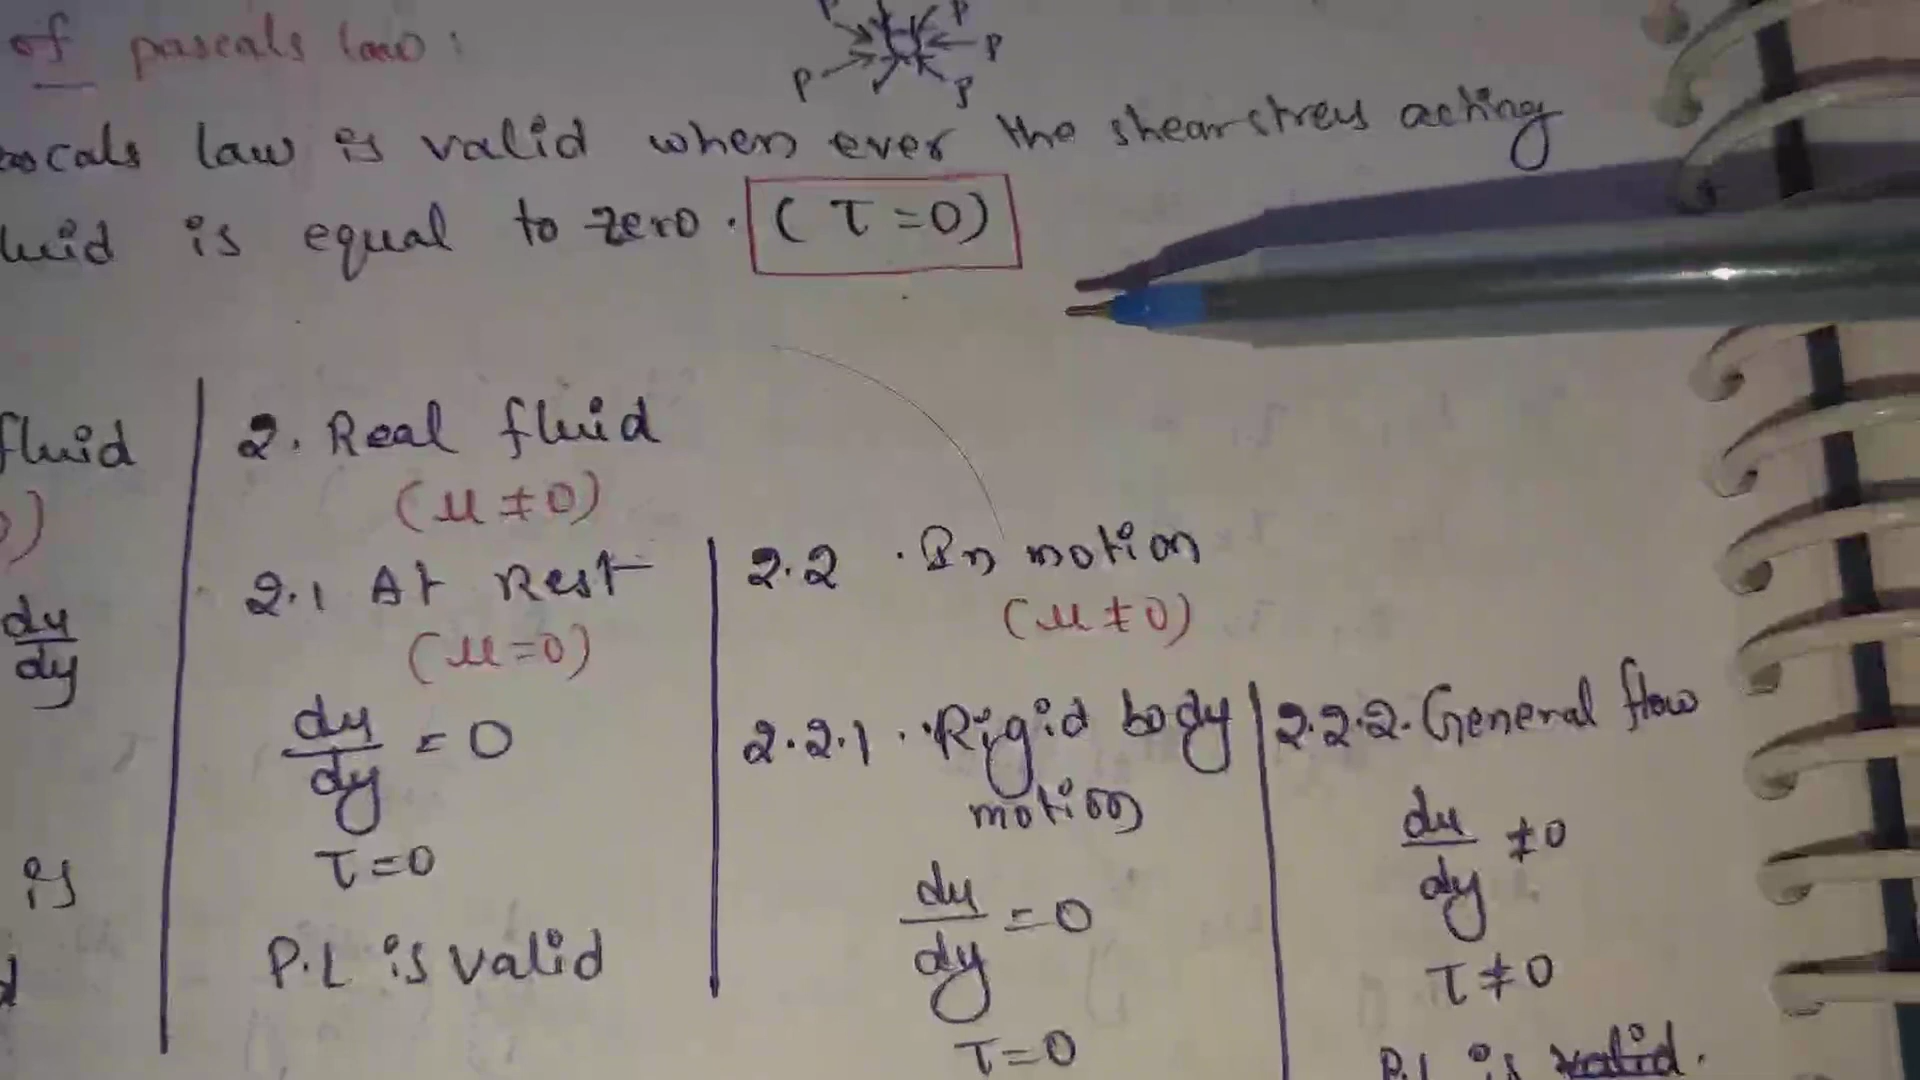 of pascals law:
P P P P P
law is valid when ever the shear stress acting
is equal to zero. (τ=0)
fluid
2. Real fluid
(μ≠0)
2.1 At Rest
(μ=0)
2.2 In motion
(μ≠0)
du/dy
du/dy = 0
τ=0
P.L is valid
2.2.1. Rigid body
motion
du/dy = 0
τ=0
2.2.2. General flow
du/dy ≠0
τ≠0
P.L is valid.
is